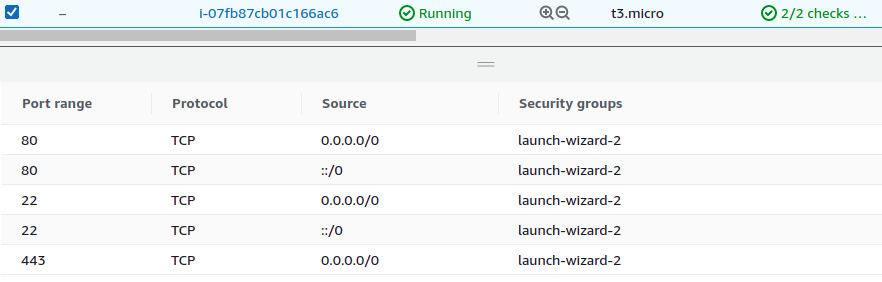 – i-07fb87cb01c166ac6 Running t3.micro 2/2 checks ...
Port range Protocol Source Security groups
80 TCP 0.0.0.0/0 launch-wizard-2
80 TCP ::/0 launch-wizard-2
22 TCP 0.0.0.0/0 launch-wizard-2
22 TCP ::/0 launch-wizard-2
443 TCP 0.0.0.0/0 launch-wizard-2